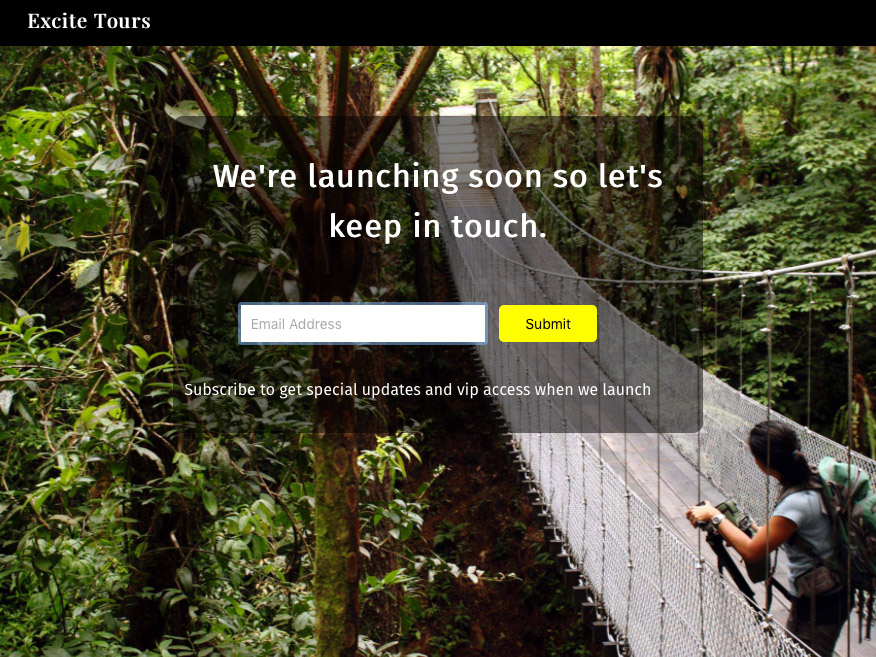 Excite Tours
We're launching soon so let's
keep in touch.
Email Address
Submit
Subscribe to get special updates and vip access when we launch